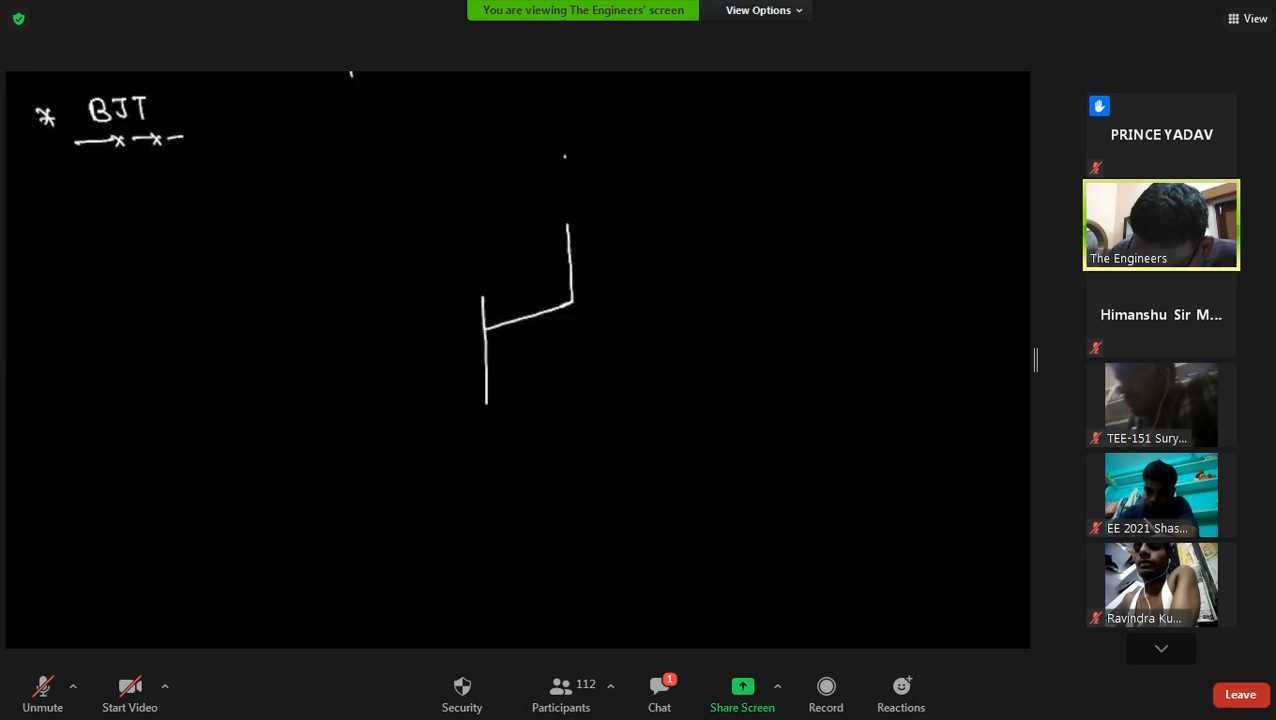 You are viewing The Engineers' screen
View Options
View
* BJT
PRINCE YADAV
The Engineers
Himanshu Sir M...
TEE-151 Sury...
EE 2021 Shas...
Ravindra Ku...
Unmute
Start Video
Security
112
Participants
1
Chat
Share Screen
Record
Reactions
Leave